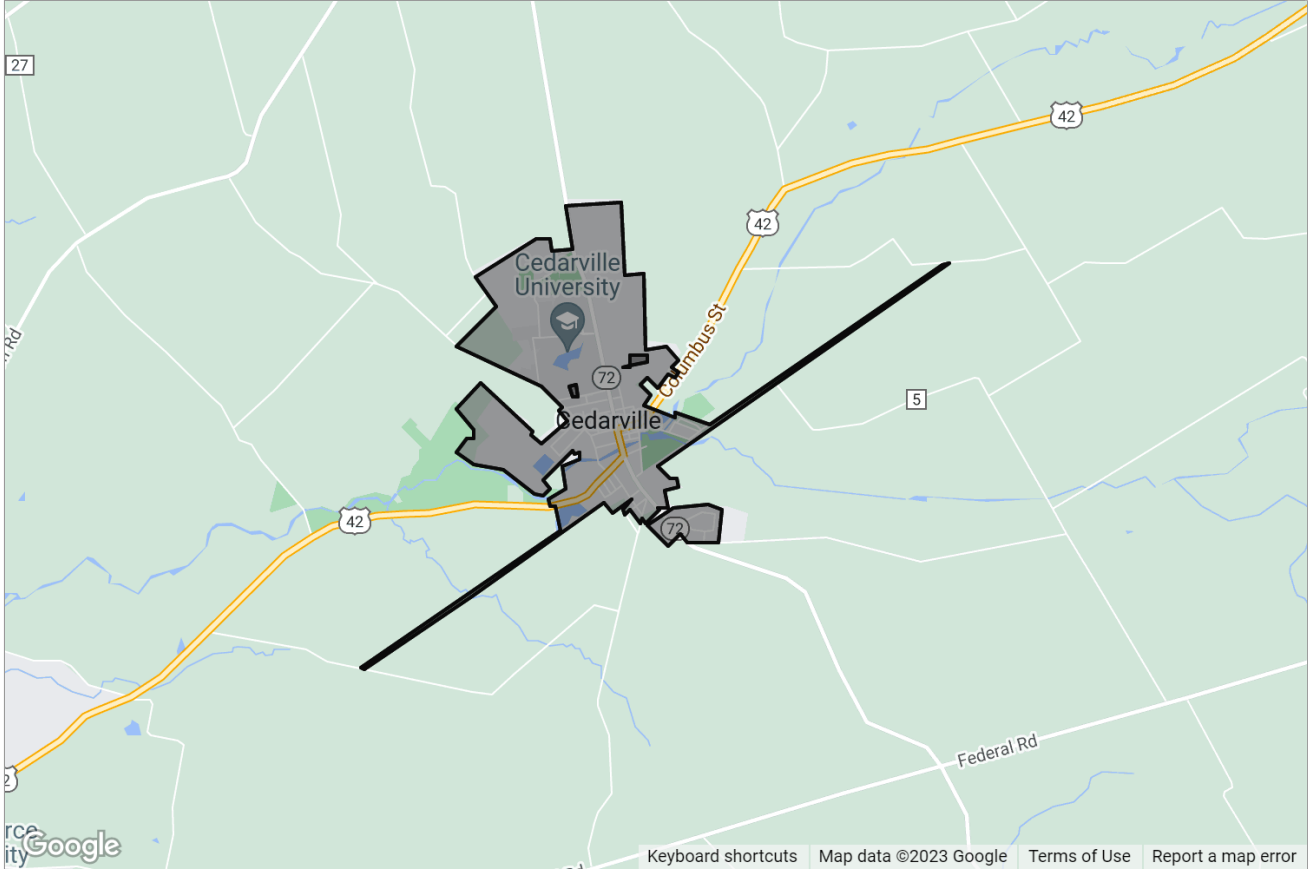 27
42
42
Cedarville
University
Columbus St
72
5
Cedarville
42
72
Federal Rd
Google
Keyboard shortcuts
Map data ©2023 Google
Terms of Use
Report a map error